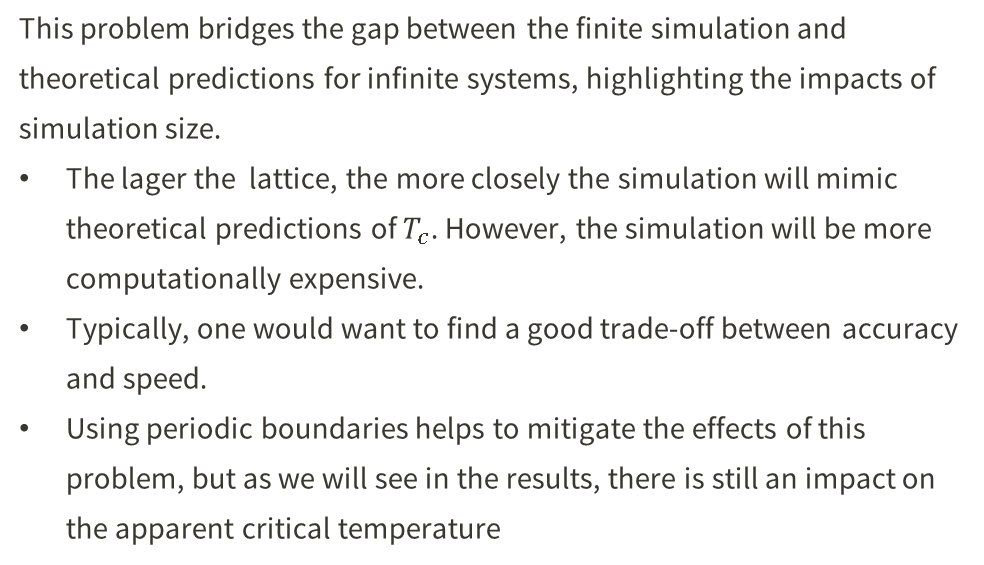 This problem bridges the gap between the finite simulation and
theoretical predictions for infinite systems, highlighting the impacts of
simulation size.
• The lager the lattice, the more closely the simulation will mimic
theoretical predictions of T_c. However, the simulation will be more
computationally expensive.
• Typically, one would want to find a good trade-off between accuracy
and speed.
• Using periodic boundaries helps to mitigate the effects of this
problem, but as we will see in the results, there is still an impact on
the apparent critical temperature